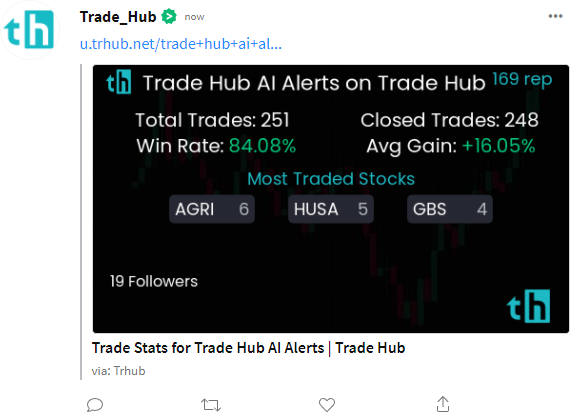 th
Trade_Hub now
u.trhub.net/trade+hub+ai+al...
th Trade Hub AI Alerts on Trade Hub 169 rep
Total Trades: 251 Closed Trades: 248
Win Rate: 84.08% Avg Gain: +16.05%
Most Traded Stocks
AGRI 6 HUSA 5 GBS 4
19 Followers
th
Trade Stats for Trade Hub AI Alerts | Trade Hub
via: Trhub